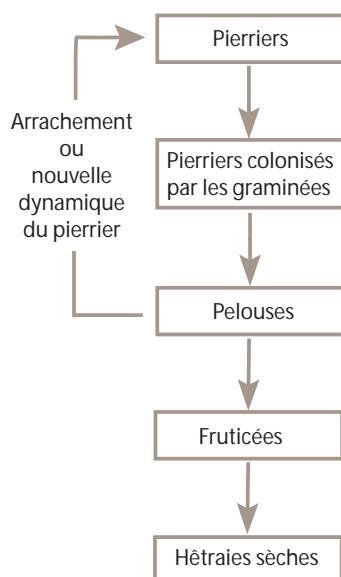 Pierriers
Arrachement
ou
nouvelle
dynamique
du pierrier
Pierriers colonisés
par les graminées
Pelouses
Fruticées
Hêtraies sèches